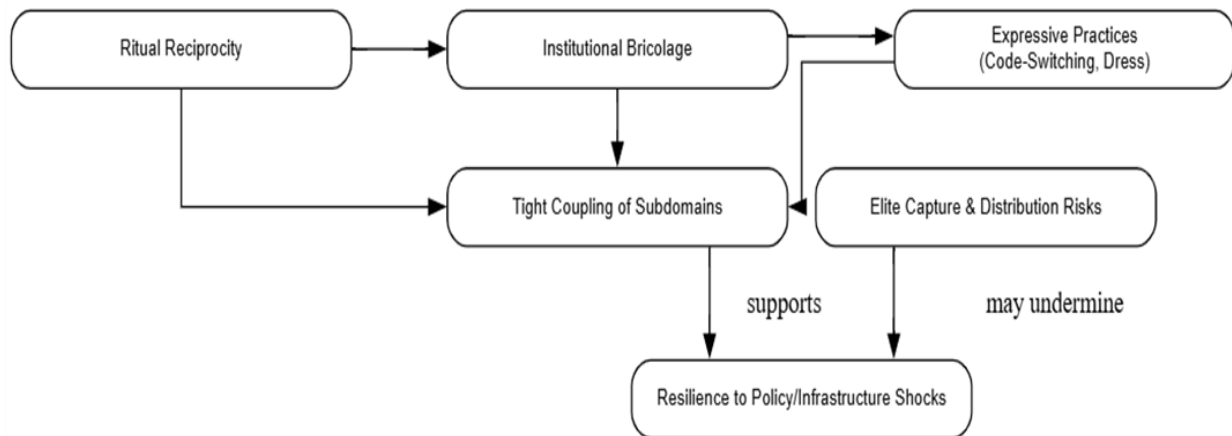 Ritual Reciprocity
Institutional Bricolage
Expressive Practices
(Code-Switching, Dress)
Tight Coupling of Subdomains
Elite Capture & Distribution Risks
supports
may undermine
Resilience to Policy/Infrastructure Shocks